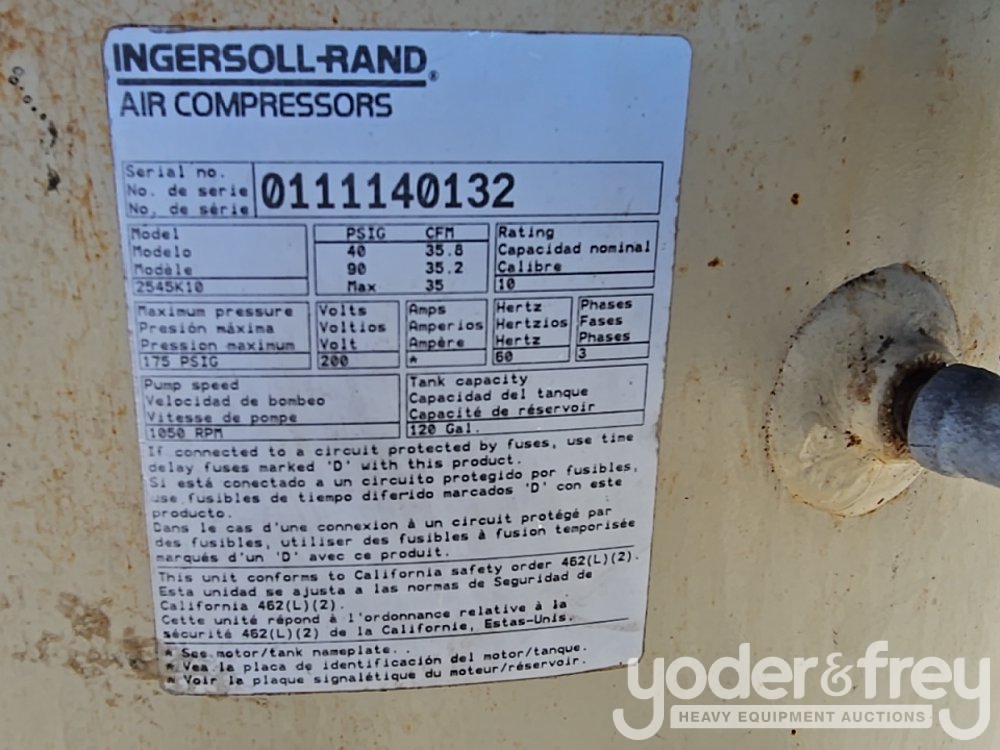 INGERSOLL-RAND®
AIR COMPRESSORS
Serial no.
No. de serie
No. de série
0111140132
Model
Modelo
Modèle
2545K10
PSIG CFM
40 35.8
90 35.2
Max 35
Rating
Capacidad nominal
Calibre
10
Maximum pressure
Presión máxima
Pression maximum
175 PSIG
Volts
Voltios
Volt
200
Amps
Amperios
Ampère
*
Hertz
Hertzios
Hertz
60
Phases
Fases
Phases
3
Pump speed
Velocidad de bombeo
Vitesse de pompe
1050 RPM
Tank capacity
Capacidad del tanque
Capacité de réservoir
120 Gal.
If connected to a circuit protected by fuses, use time
delay fuses marked 'D' with this product.
Si está conectado a un circuito protegido por fusibles,
use fusibles de tiempo diferido marcados 'D' con este
producto.
Dans le cas d'une connexion à un circuit protégé par
des fusibles, utiliser des fusibles à fusion temporisée
marqués d'un 'D' avec ce produit.
This unit conforms to California safety order 462(L)(2).
Esta unidad se ajusta a las normas de Seguridad de
California 462(L)(2).
Cette unité répond à l'ordonnance relative à la
sécurité 462(L)(2) de la Californie, Estas-Unis.
* See motor/tank nameplate..
* Vea la placa de identificación del motor/tanque.
* Voir la plaque signalétique du moteur/réservoir.
yoder&frey
HEAVY EQUIPMENT AUCTIONS